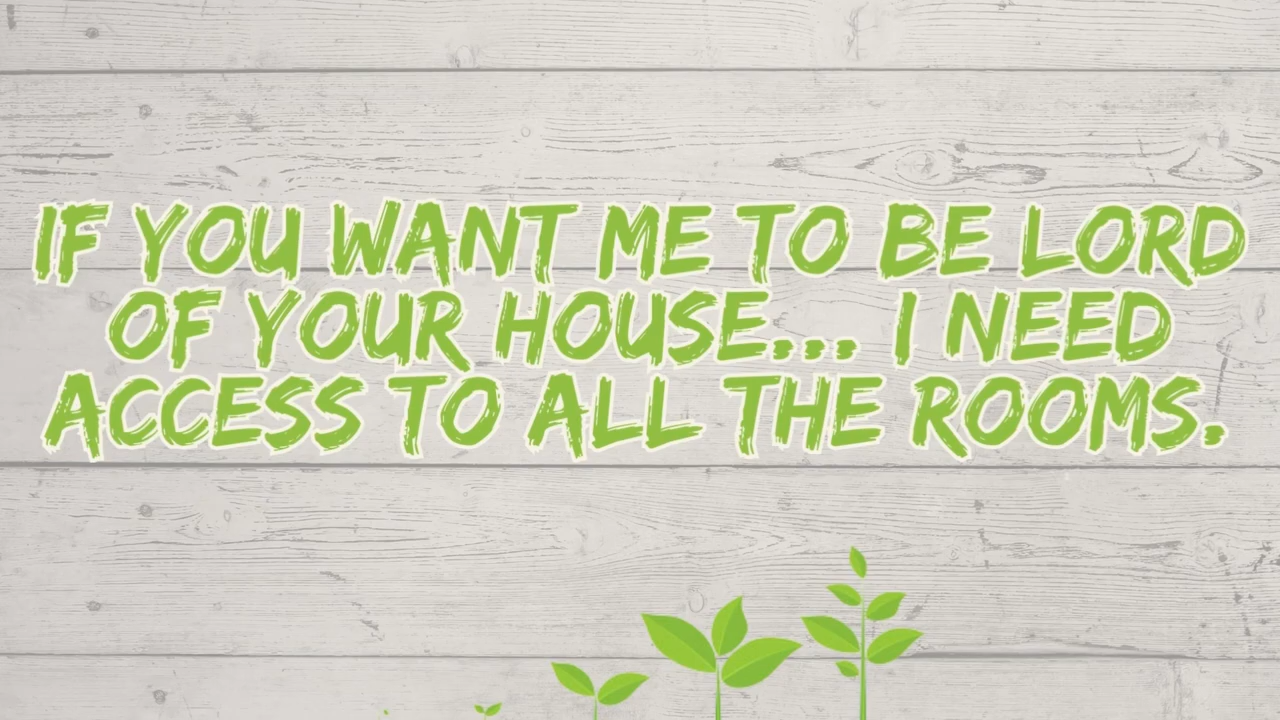 IF YOU WANT ME TO BE LORD
OF YOUR HOUSE... I NEED
ACCESS TO ALL THE ROOMS.